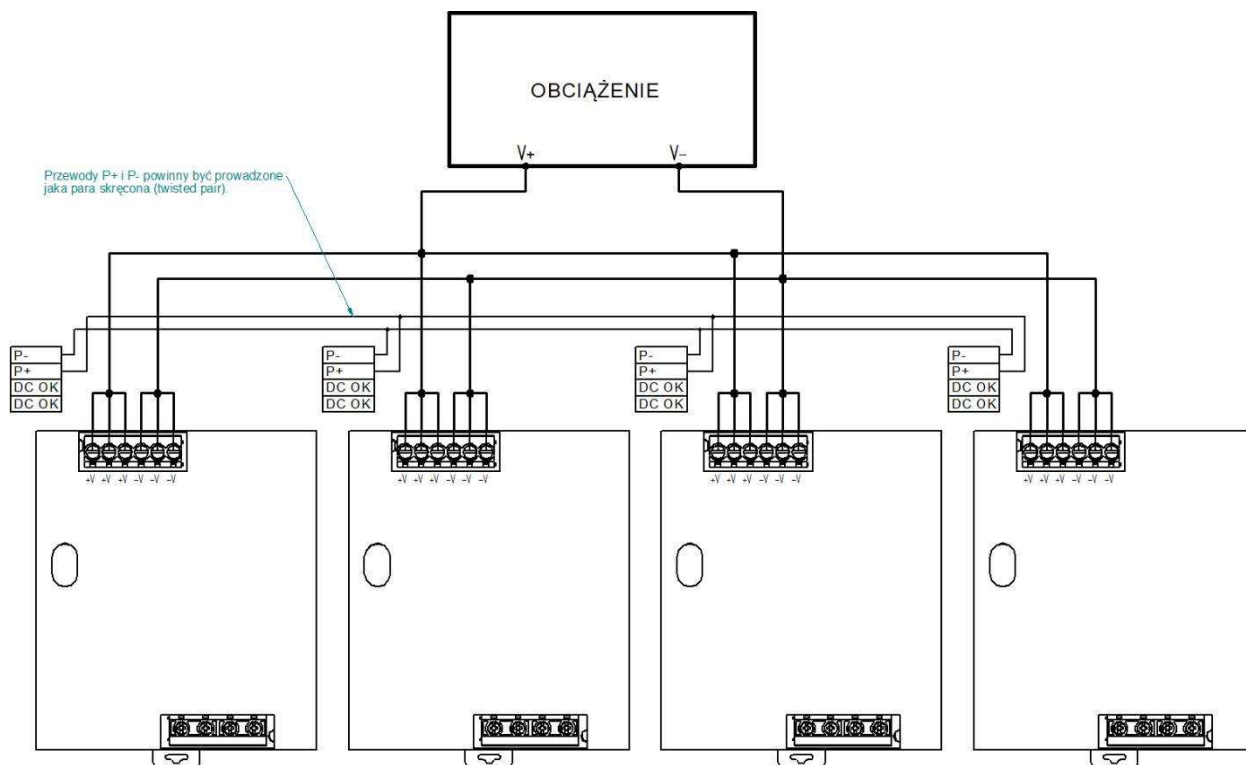 OBCIĄŻENIE
V+ V−
Przewody P+ i P- powinny być prowadzone
jaka para skręcona (twisted pair).
P- P- P- P-
P+ P+ P+ P+
DC OK DC OK DC OK DC OK
DC OK DC OK DC OK DC OK
+V +V +V −V −V −V +V +V +V −V −V −V +V +V +V −V −V −V +V +V +V −V −V −V